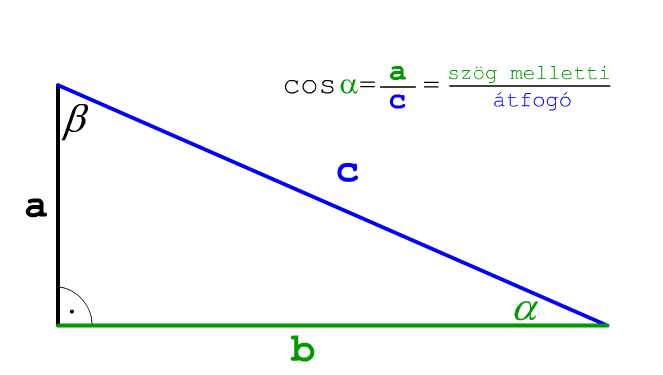 cos α = a/c = szög melletti/átfogó
β
c
a
α
b